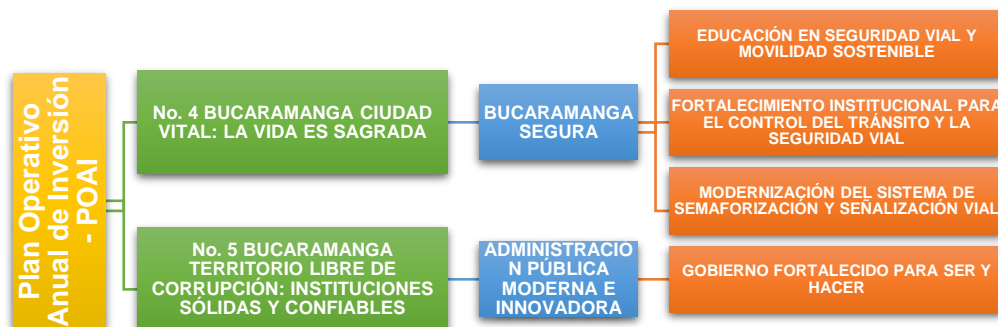 Plan Operativo
Anual de Inversión
- POAI
No. 4 BUCARAMANGA CIUDAD
VITAL: LA VIDA ES SAGRADA
BUCARAMANGA
SEGURA
EDUCACIÓN EN SEGURIDAD VIAL Y
MOVILIDAD SOSTENIBLE
FORTALECIMIENTO INSTITUCIONAL PARA
EL CONTROL DEL TRÁNSITO Y LA
SEGURIDAD VIAL
MODERNIZACIÓN DEL SISTEMA DE
SEMAFORIZACIÓN Y SEÑALIZACIÓN VIAL
No. 5 BUCARAMANGA
TERRITORIO LIBRE DE
CORRUPCIÓN: INSTITUCIONES
SÓLIDAS Y CONFIABLES
ADMINISTRACIÓ
N PÚBLICA
MODERNA E
INNOVADORA
GOBIERNO FORTALECIDO PARA SER Y
HACER